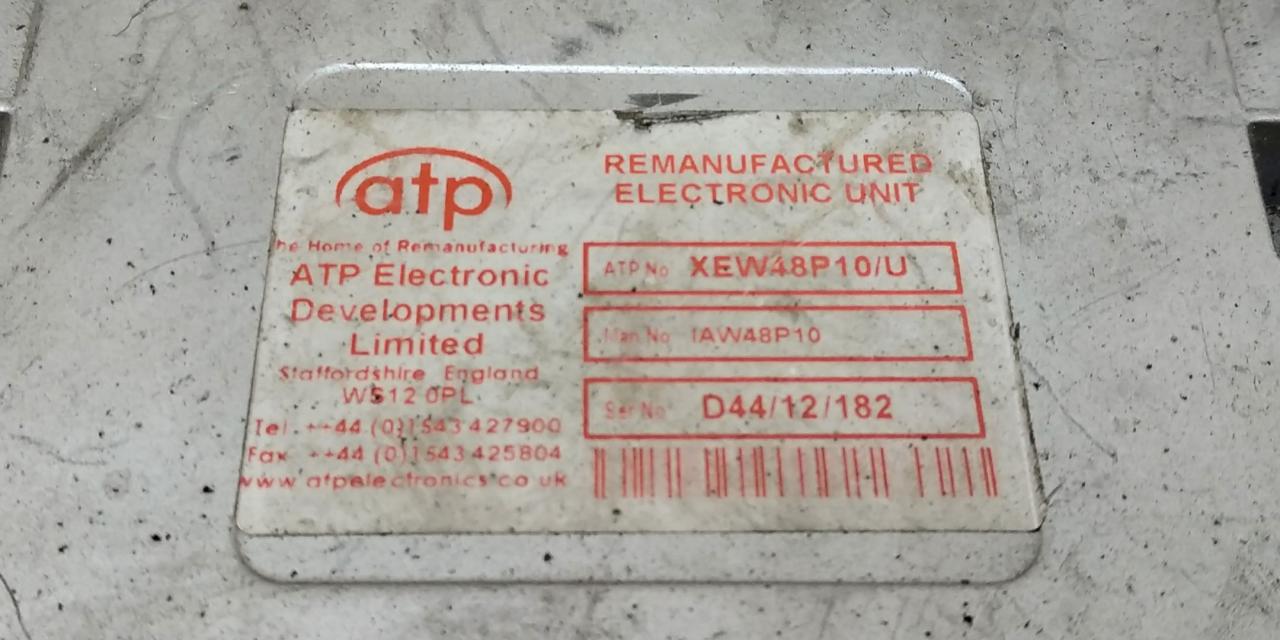 atp
he Home of Remanufacturing
ATP Electronic
Developments
Limited
Staffordshire England
WS12 0PL
Tel ++44 (0)1543 427900
Fax ++44 (0)1543 425804
www atpelectronics co uk
REMANUFACTURED
ELECTRONIC UNIT
ATP No XEW48P10/U
Man No IAW48P10
Ser No D44/12/182